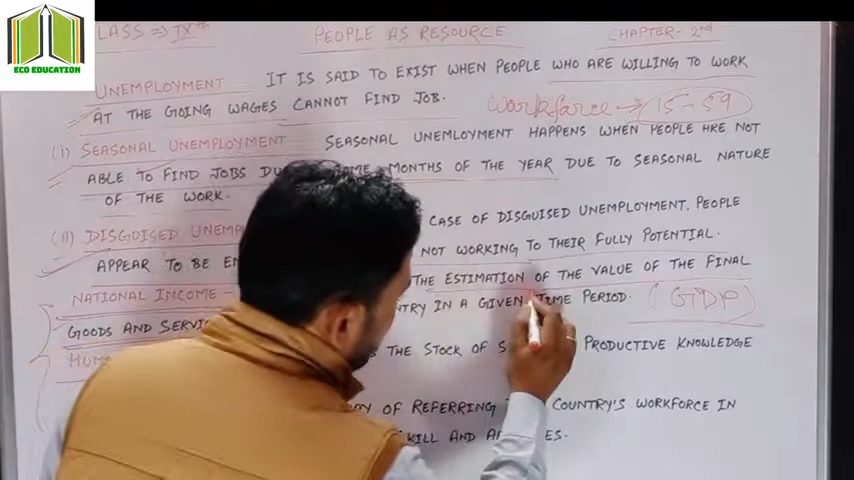 ECO EDUCATION
LASS => IXth PEOPLE AS RESOURCE CHAPTER-2nd
UNEMPLOYMENT IT IS SAID TO EXIST WHEN PEOPLE WHO ARE WILLING TO WORK
AT THE GOING WAGES CANNOT FIND JOB. Workforce → 15-59
(i) SEASONAL UNEMPLOYMENT SEASONAL UNEMLOYMENT HAPPENS WHEN PEOPLE ARE NOT
ABLE TO FIND JOBS MONTHS OF THE YEAR DUE TO SEASONAL NATURE
OF THE WORK.
(ii) DISGUISED UNEMP CASE OF DISGUISED UNEMPLOYMENT. PEOPLE
APPEAR TO BE NOT WORKING TO THEIR FULLY POTENTIAL.
NATIONAL INCOME - THE ESTIMATION OF THE VALUE OF THE FINAL
GOODS AND SERVI NTRY IN A GIVEN TIME PERIOD. (GDP)
HUM THE STOCK OF PRODUCTIVE KNOWLEDGE
OF REFERRING COUNTRY'S WORKFORCE IN
SKILL AND